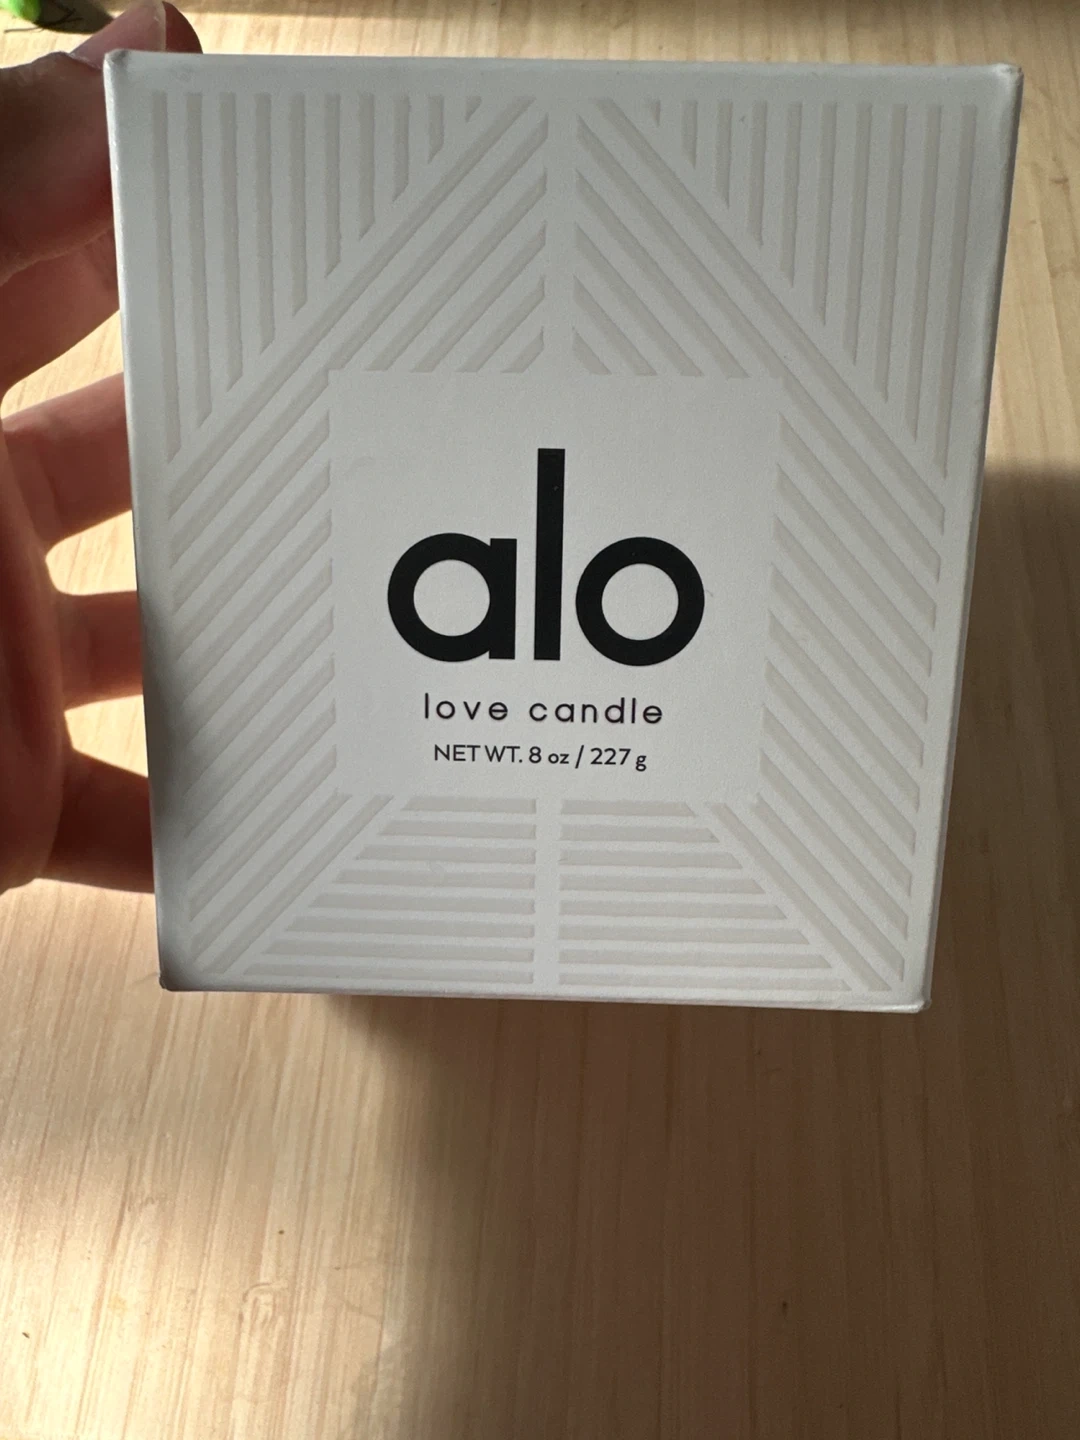 alo
love candle
NET WT. 8 oz / 227 g